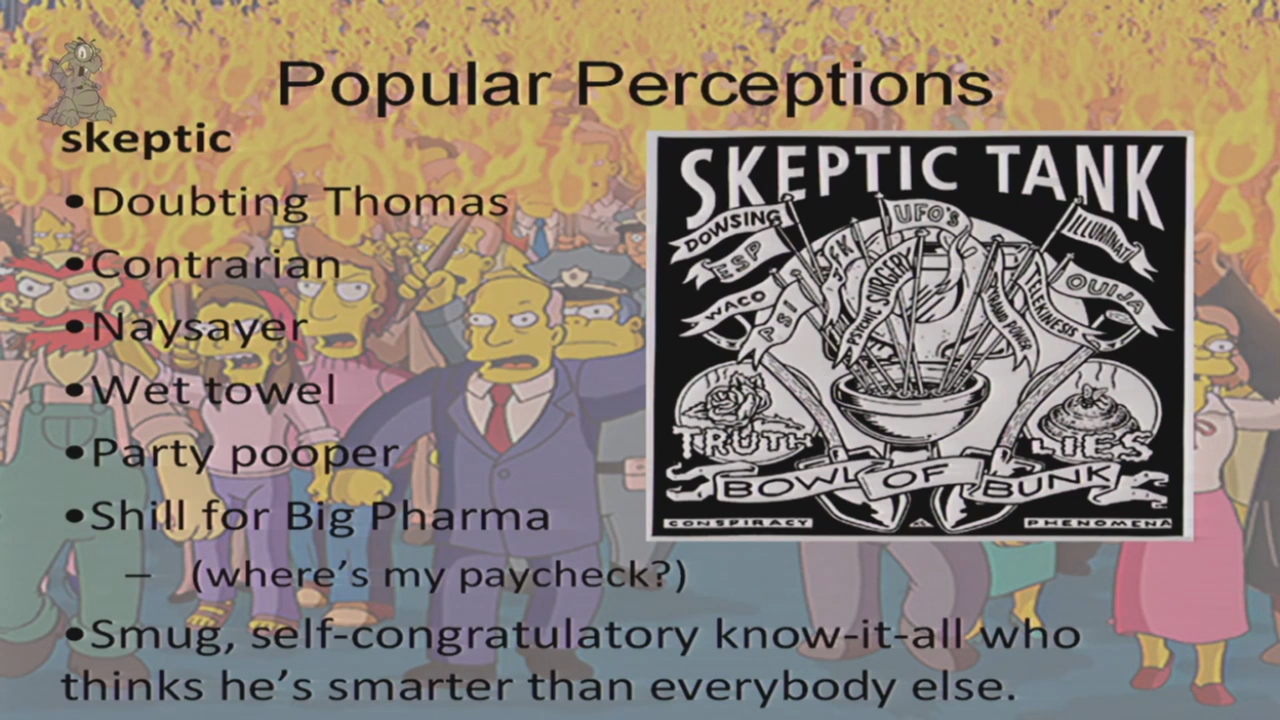 Popular Perceptions
skeptic
•Doubting Thomas
•Contrarian
•Naysayer
•Wet towel
•Party pooper
•Shill for Big Pharma
– (where's my paycheck?)
•Smug, self-congratulatory know-it-all who
thinks he's smarter than everybody else.
SKEPTIC TANK
DOWSING
ESP
WACO
PSI
JFK
PSYCHIC SURGERY
UFO'S
PYRAMID POWER
TELEKINESIS
ILLUMINATI
OUIJA
TRUTH
LIES
BOWL OF BUNK
CONSPIRACY
PHENOMENA